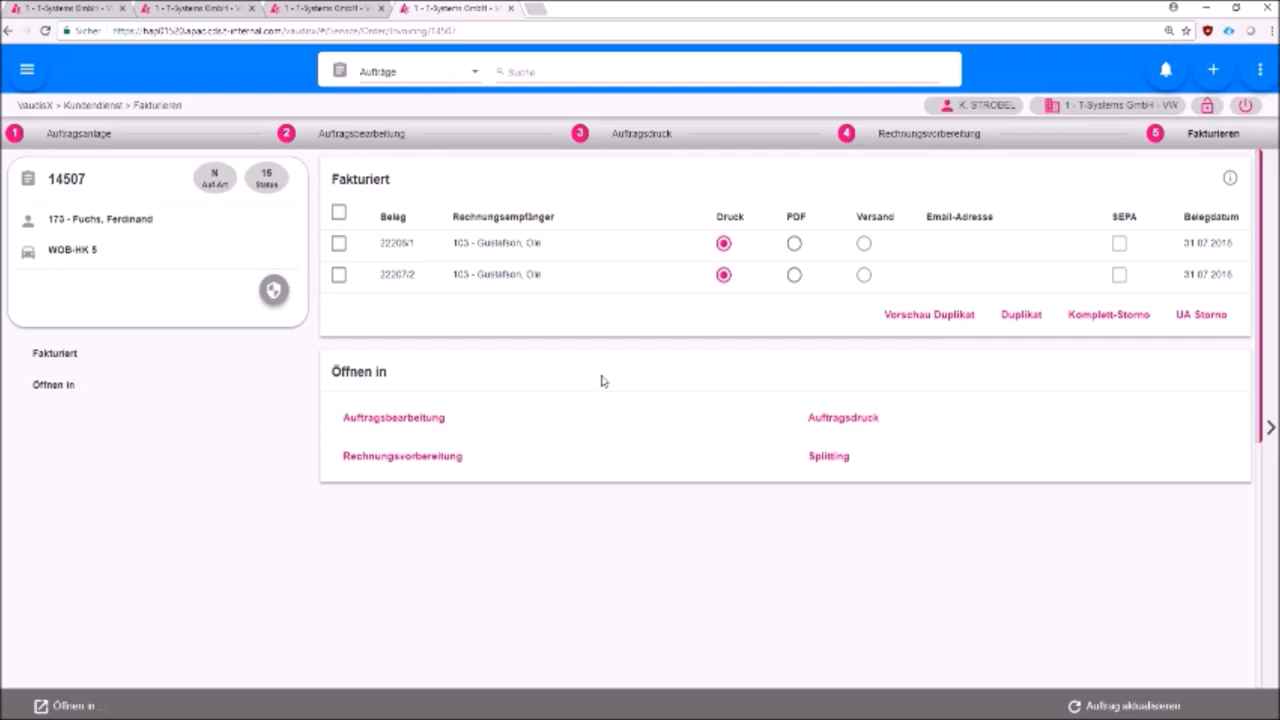 1 - T-Systems GmbH - V
1 - T-Systems GmbH - V
1 - T-Systems GmbH - V
1 - T-Systems GmbH - V
Sicher
Aufträge
Suche
VaudisX > Kundendienst > Fakturieren
K. STROBEL
1 - T-Systems GmbH - VW
1 Auftragsanlage
2 Auftragsbearbeitung
3 Auftragsdruck
4 Rechnungsvorbereitung
5 Fakturieren
14507
N
Auf.Art
15
Status
173 - Fuchs, Ferdinand
WOB-HK 5
Fakturiert
Öffnen in
Fakturiert
Beleg Rechnungsempfänger Druck PDF Versand Email-Adresse SEPA Belegdatum
22206/1 103 - Gustafson, Ole 31.07.2018
22207/2 103 - Gustafson, Ole 31.07.2018
Vorschau Duplikat Duplikat Komplett-Storno UA Storno
Öffnen in
Auftragsbearbeitung Auftragsdruck
Rechnungsvorbereitung Splitting
Öffnen in ...
Auftrag aktualisieren